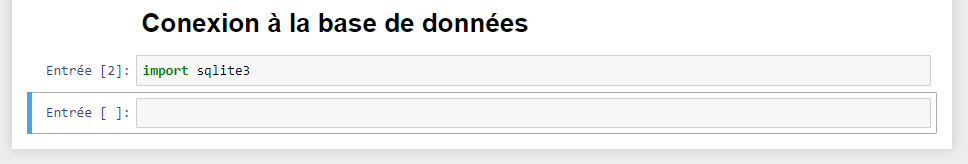 Conexion à la base de données
Entrée [2]: import sqlite3
Entrée [ ]: